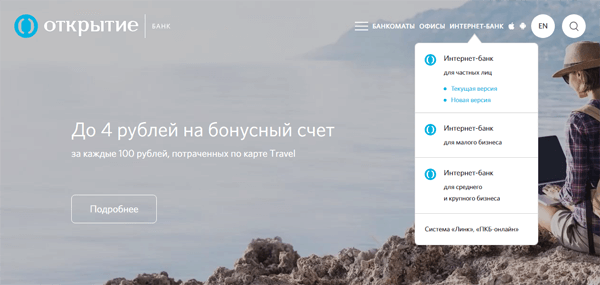 открытие БАНК
БАНКОМАТЫ ОФИСЫ ИНТЕРНЕТ-БАНК EN
Интернет-банк
для частных лиц
Текущая версия
Новая версия
Интернет-банк
для малого бизнеса
Интернет-банк
для среднего
и крупного бизнеса
Система «Линк», «ПКБ-онлайн»
До 4 рублей на бонусный счет
за каждые 100 рублей, потраченных по карте Travel
Подробнее